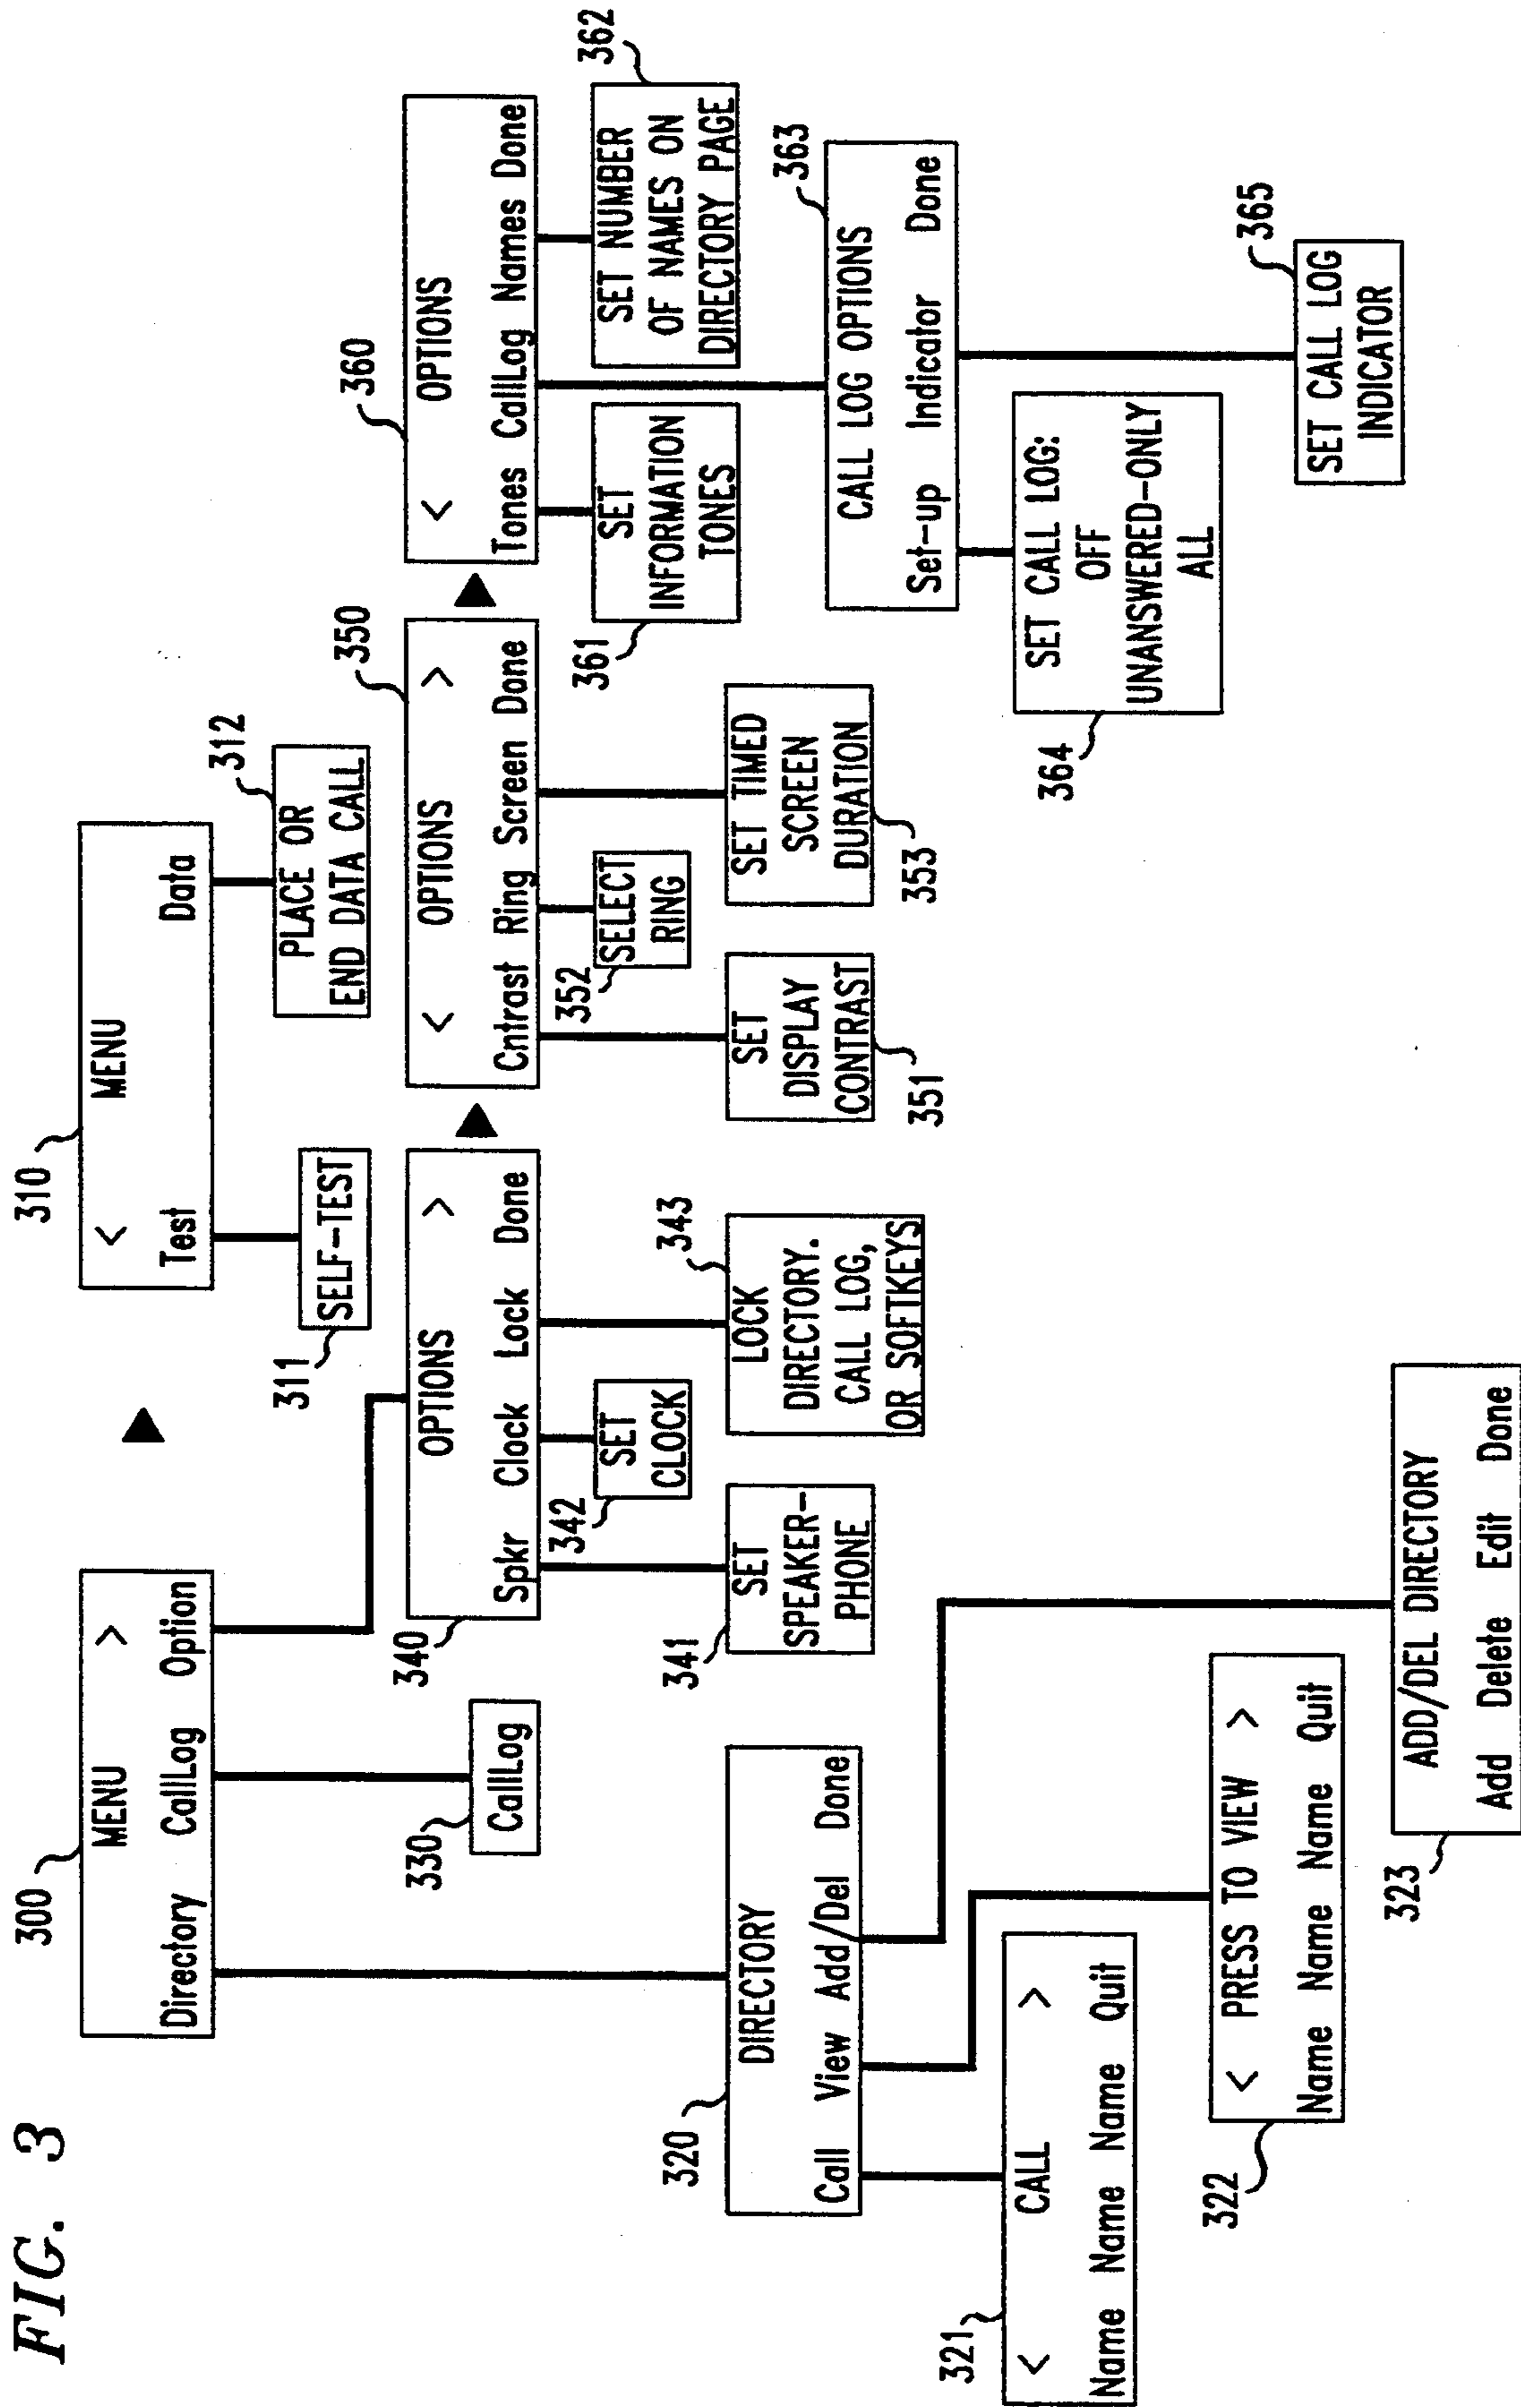 FIG. 3
300
MENU >
Directory CallLog Option
310
< MENU
Test Data
311
SELF-TEST
312
PLACE OR
END DATA CALL
330
CallLog
340
OPTIONS >
Spkr Clock Lock Done
341
SET
SPEAKER-
PHONE
342
SET
CLOCK
343
LOCK
DIRECTORY.
CALL LOG,
OR SOFTKEYS
350
< OPTIONS >
Cntrast Ring Screen Done
351
SET
DISPLAY
CONTRAST
352
SELECT
RING
353
SET TIMED
SCREEN
DURATION
360
< OPTIONS
Tones CallLog Names Done
361
SET
INFORMATION
TONES
362
SET NUMBER
OF NAMES ON
DIRECTORY PAGE
363
CALL LOG OPTIONS
Set-up Indicator Done
364
SET CALL LOG:
OFF
UNANSWERED-ONLY
ALL
365
SET CALL LOG
INDICATOR
320
DIRECTORY
Call View Add/Del Done
321
< CALL >
Name Name Name Name Quit
322
< PRESS TO VIEW >
Name Name Name Name Quit
323
ADD/DEL DIRECTORY
Add Delete Edit Done